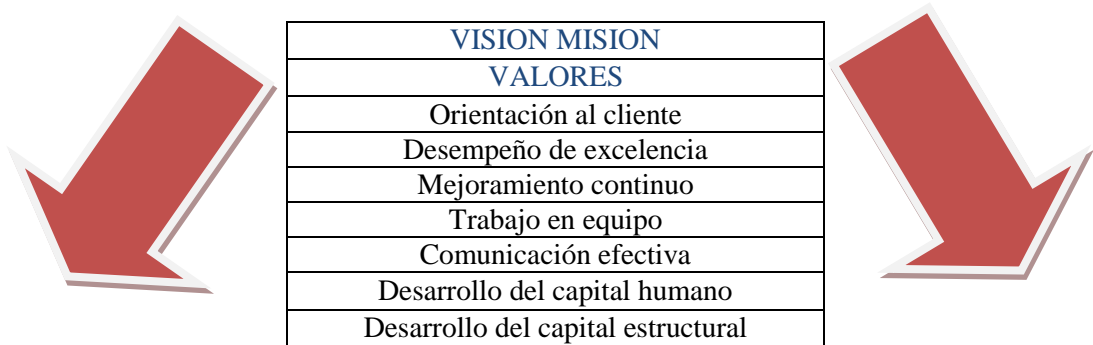 VISION MISION
VALORES
Orientación al cliente
Desempeño de excelencia
Mejoramiento continuo
Trabajo en equipo
Comunicación efectiva
Desarrollo del capital humano
Desarrollo del capital estructural